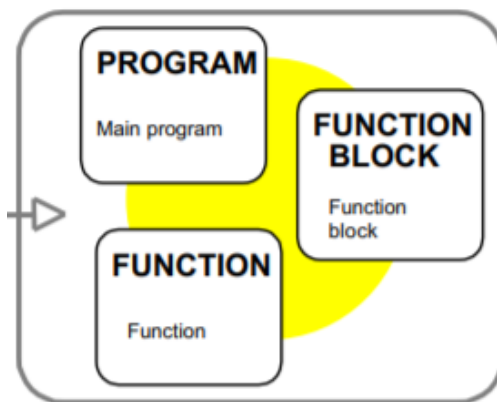 PROGRAM
Main program
FUNCTION
BLOCK
Function
block
FUNCTION
Function